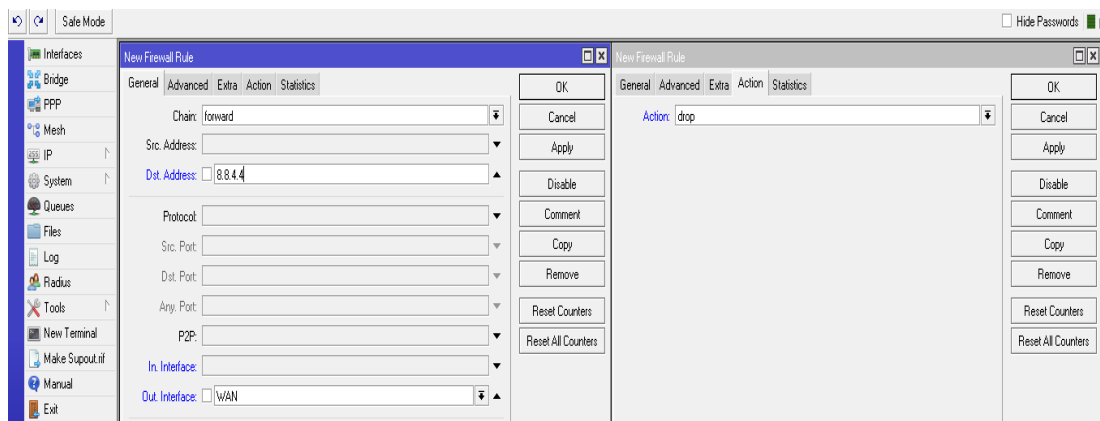 Safe Mode
Hide Passwords
Interfaces
Bridge
PPP
Mesh
IP
System
Queues
Files
Log
Radius
Tools
New Terminal
Make Supout.rif
Manual
Exit
New Firewall Rule
General Advanced Extra Action Statistics
Chain: forward
Src. Address:
Dst. Address: 8.8.4.4
Protocol:
Src. Port:
Dst. Port:
Any. Port:
P2P:
In. Interface:
Out. Interface: WAN
OK
Cancel
Apply
Disable
Comment
Copy
Remove
Reset Counters
Reset All Counters
New Firewall Rule
General Advanced Extra Action Statistics
Action: drop
OK
Cancel
Apply
Disable
Comment
Copy
Remove
Reset Counters
Reset All Counters